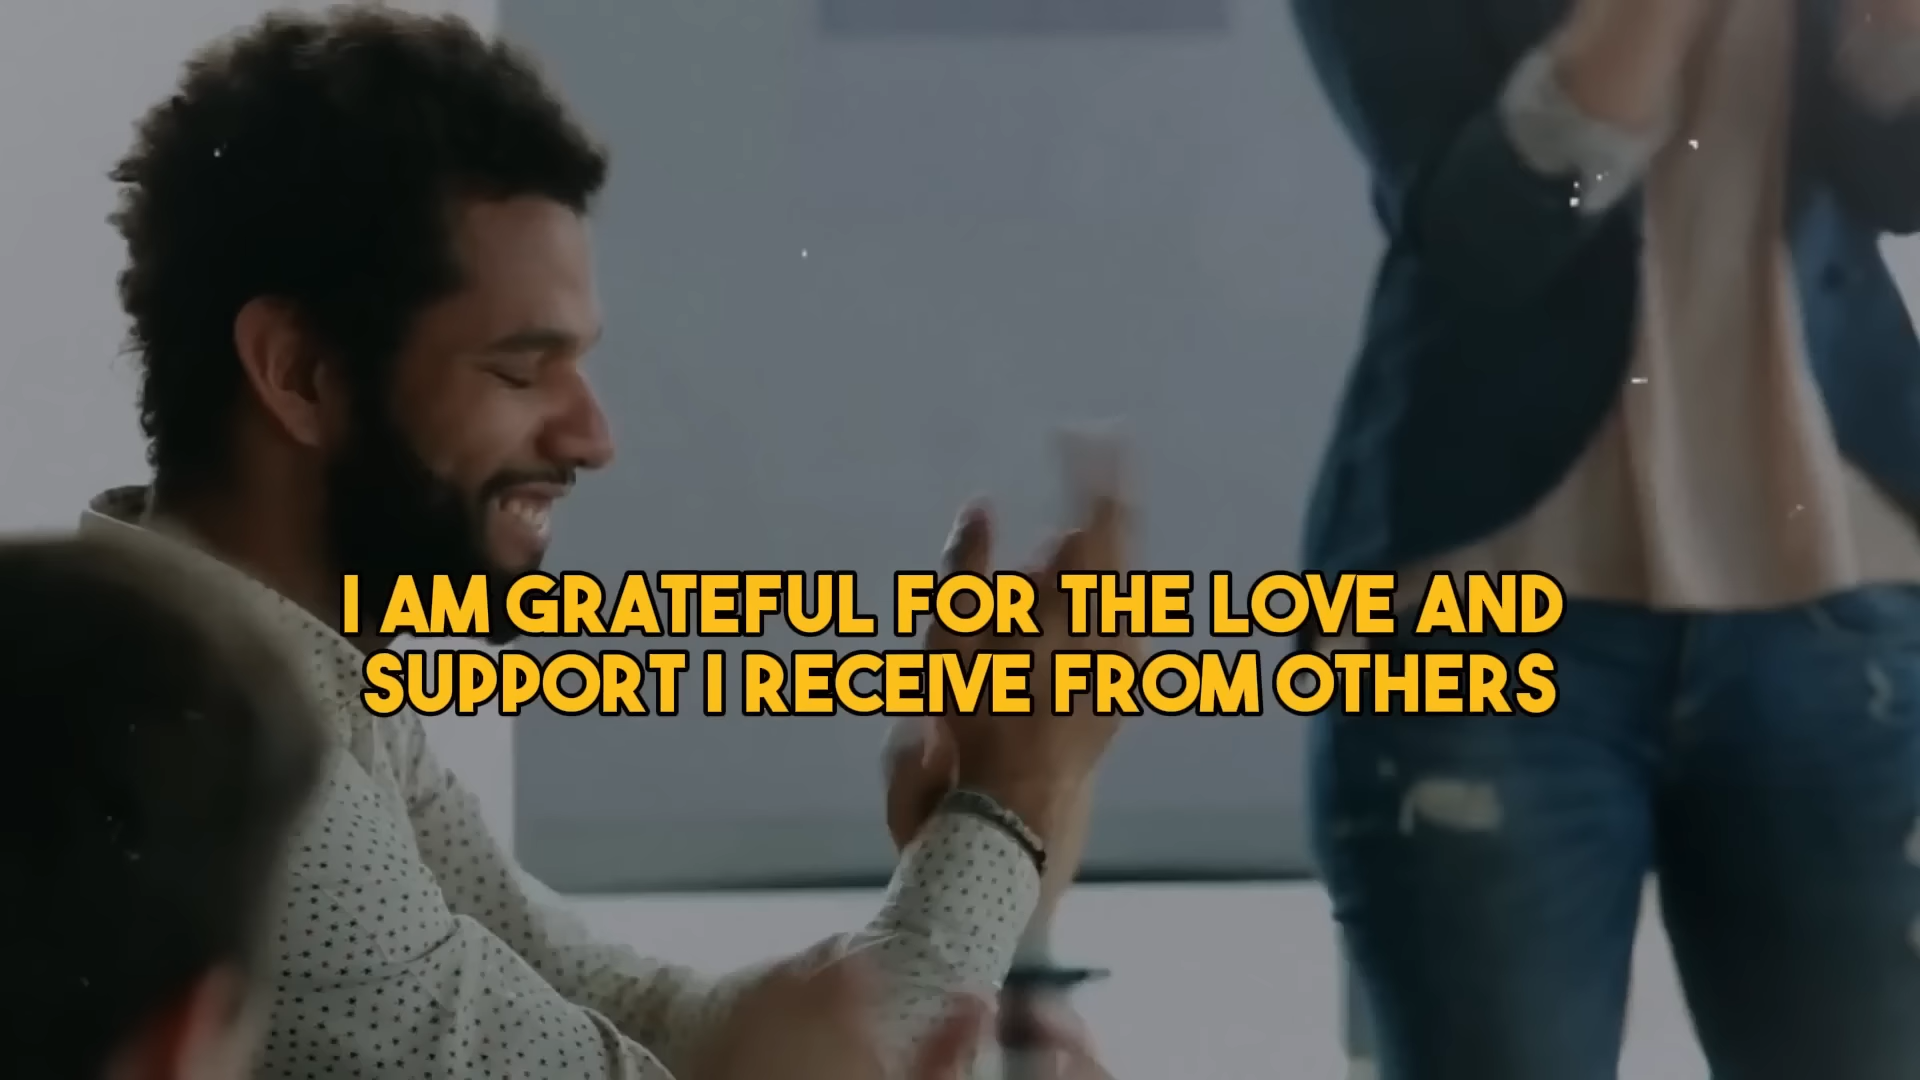 I AM GRATEFUL FOR THE LOVE AND
SUPPORT I RECEIVE FROM OTHERS